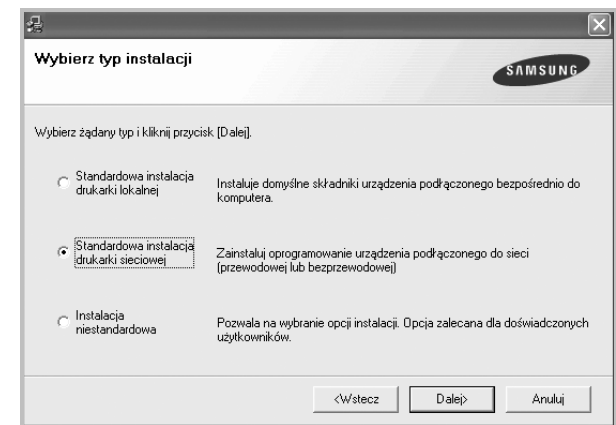 Wybierz typ instalacji
SAMSUNG
Wybierz żądany typ i kliknij przycisk [Dalej].
Standardowa instalacja
drukarki lokalnej
Instaluje domyślne składniki urządzenia podłączonego bezpośrednio do
komputera.
Standardowa instalacja
drukarki sieciowej
Zainstaluj oprogramowanie urządzenia podłączonego do sieci
(przewodowej lub bezprzewodowej)
Instalacja
niestandardowa
Pozwala na wybranie opcji instalacji. Opcja zalecana dla doświadczonych
użytkowników.
<Wstecz
Dalej>
Anuluj